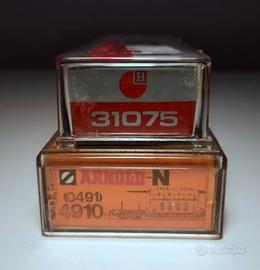 H
31075
ARNOLD-N
(0491)
4910
subito